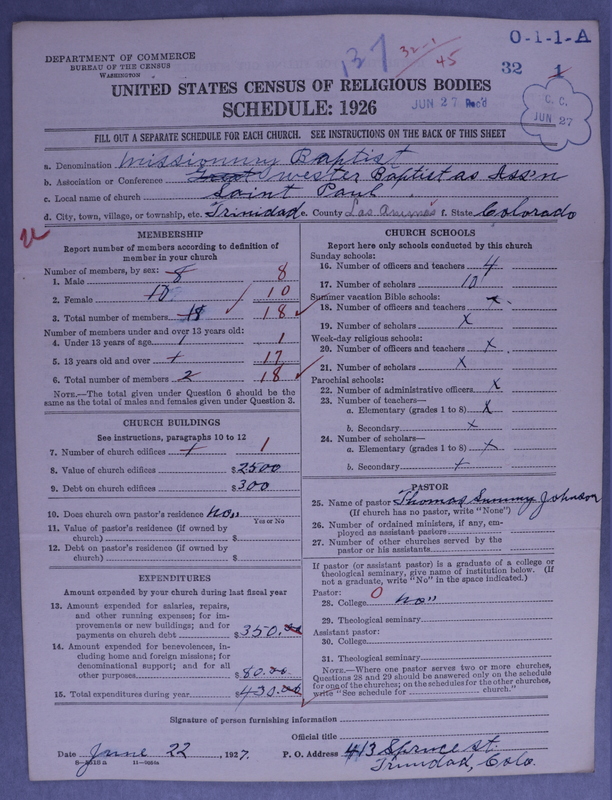 DEPARTMENT OF COMMERCE
BUREAU OF THE CENSUS
WASHINGTON
137 32-1 45
0-1-1-A
32 1
UNITED STATES CENSUS OF RELIGIOUS BODIES
SCHEDULE: 1926
JUN 27 Rec'd
C. C.
JUN 27
FILL OUT A SEPARATE SCHEDULE FOR EACH CHURCH. SEE INSTRUCTIONS ON THE BACK OF THIS SHEET
a. Denomination Missionary Baptist
b. Association or Conference wester Baptist as Ass'n
c. Local name of church Saint Paul
d. City, town, village, or township, etc. Trinidad e. County Las Animas f. State Colorado
MEMBERSHIP
Report number of members according to definition of
member in your church
Number of members, by sex:
1. Male 8 8
2. Female 10 10
3. Total number of members 18 18
Number of members under and over 13 years old:
4. Under 13 years of age 1 1
5. 13 years old and over 17
6. Total number of members 2 18
NOTE.—The total given under Question 6 should be the
same as the total of males and females given under Question 3.
CHURCH BUILDINGS
See instructions, paragraphs 10 to 12
7. Number of church edifices 1
8. Value of church edifices $2500
9. Debt on church edifices $300
10. Does church own pastor's residence No"
Yes or No
11. Value of pastor's residence (if owned by
church) $
12. Debt on pastor's residence (if owned by
church) $
EXPENDITURES
Amount expended by your church during last fiscal year
13. Amount expended for salaries, repairs,
and other running expenses; for im-
provements or new buildings; and for
payments on church debt $350.00
14. Amount expended for benevolences, in-
cluding home and foreign missions; for
denominational support; and for all
other purposes $80.00
15. Total expenditures during year $430.00
CHURCH SCHOOLS
Report here only schools conducted by this church
Sunday schools:
16. Number of officers and teachers 4
17. Number of scholars 10
Summer vacation Bible schools:
18. Number of officers and teachers x
19. Number of scholars x
Week-day religious schools:
20. Number of officers and teachers x
21. Number of scholars x
Parochial schools:
22. Number of administrative officers x
23. Number of teachers—
a. Elementary (grades 1 to 8) x
b. Secondary x
24. Number of scholars—
a. Elementary (grades 1 to 8) x
b. Secondary x
PASTOR
25. Name of pastor Thomas Johnson
(If church has no pastor, write "None")
26. Number of ordained ministers, if any, em-
ployed as assistant pastors
27. Number of other churches served by the
pastor or his assistants
If pastor (or assistant pastor) is a graduate of a college or
theological seminary, give name of institution below. (If
not a graduate, write "No" in the space indicated.)
Pastor: 0
28. College No"
29. Theological seminary
Assistant pastor:
30. College
31. Theological seminary
NOTE.—Where one pastor serves two or more churches,
Questions 28 and 29 should be answered only on the schedule
for one of the churches; on the schedules for the other churches,
write "See schedule for church."
Signature of person furnishing information
Official title
Date June 22, 1927. P. O. Address 413 Spruce st.
Trinidad, Colo.